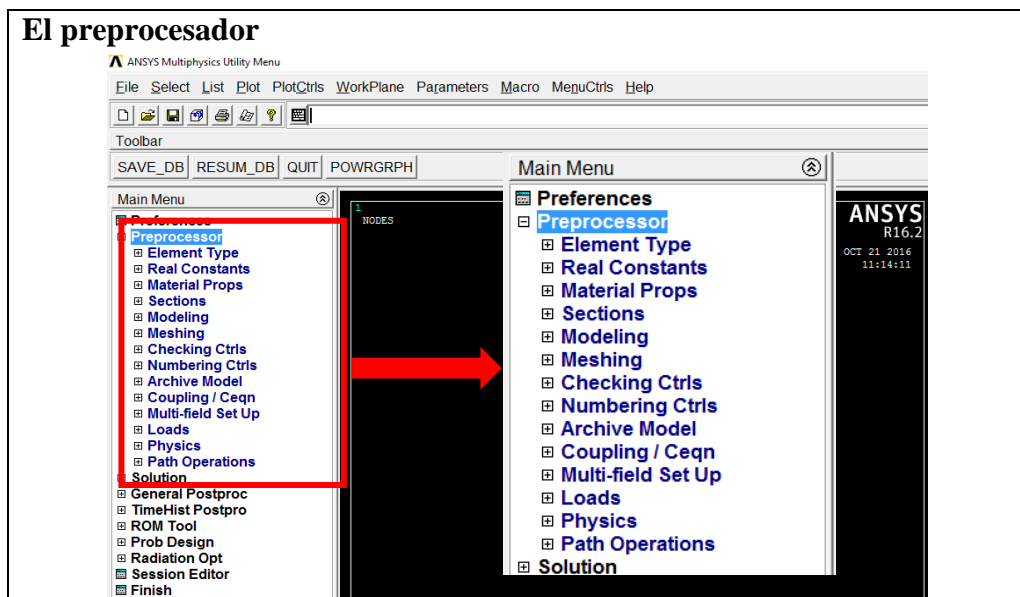 El preprocesador
ANSYS Multiphysics Utility Menu
File Select List Plot PlotCtrls WorkPlane Parameters Macro MenuCtrls Help
Toolbar
SAVE_DB RESUM_DB QUIT POWRGRPH
Main Menu
Preferences
Preprocessor
Element Type
Real Constants
Material Props
Sections
Modeling
Meshing
Checking Ctrls
Numbering Ctrls
Archive Model
Coupling / Ceqn
Multi-field Set Up
Loads
Physics
Path Operations
Solution
General Postproc
TimeHist Postpro
ROM Tool
Prob Design
Radiation Opt
Session Editor
Finish
1
NODES
Main Menu
Preferences
Preprocessor
Element Type
Real Constants
Material Props
Sections
Modeling
Meshing
Checking Ctrls
Numbering Ctrls
Archive Model
Coupling / Ceqn
Multi-field Set Up
Loads
Physics
Path Operations
Solution
ANSYS
R16.2
OCT 21 2016
11:14:11